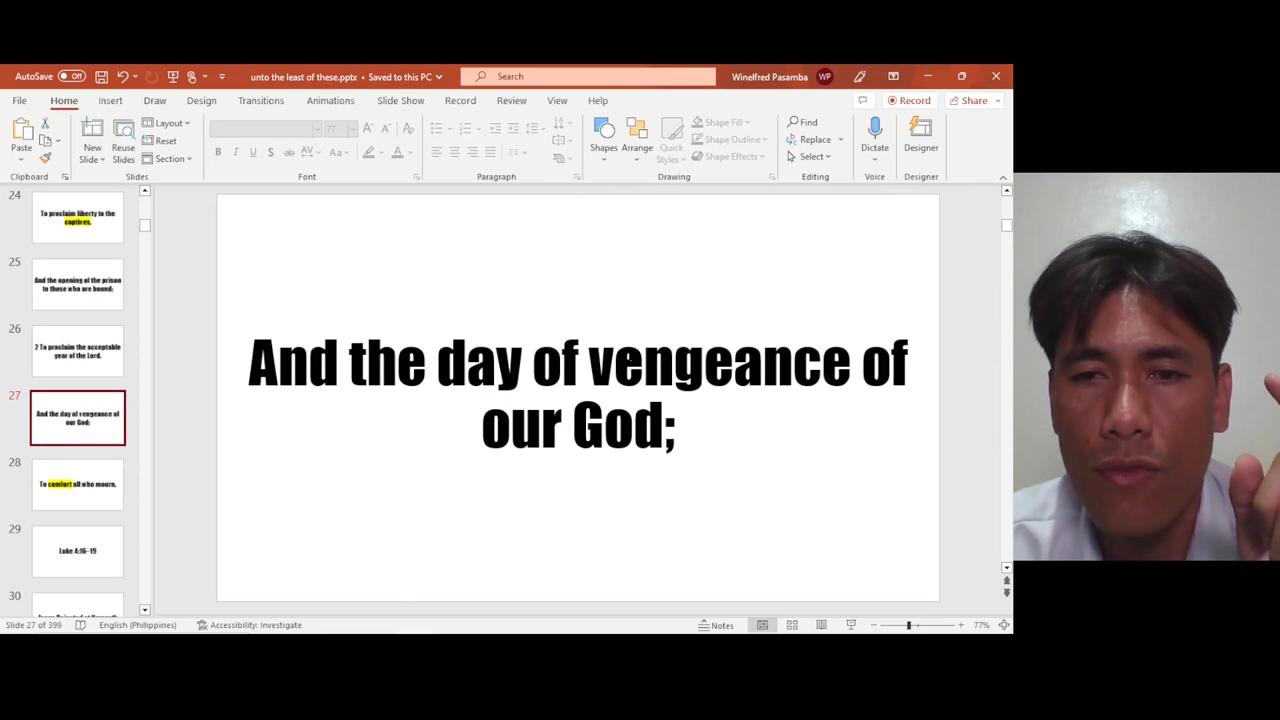 AutoSave Off unto the least of these.pptx • Saved to this PC Search Winelfred Pasamba WP
File Home Insert Draw Design Transitions Animations Slide Show Record Review View Help Record Share
Paste New Slide Reuse Slides Layout Reset Section 77 Shapes Arrange Quick Styles Shape Fill Shape Outline Shape Effects Find Replace Select Dictate Designer
Clipboard Slides Font Paragraph Drawing Editing Voice Designer
24
To proclaim liberty to the
captives,
25
And the opening of the prison
to those who are bound;
26
2 To proclaim the acceptable
year of the Lord,
27
And the day of vengeance of
our God;
28
To comfort all who mourn,
29
Luke 4:16-19
30
And the day of vengeance of
our God;
Slide 27 of 399 English (Philippines) Accessibility: Investigate Notes 77%